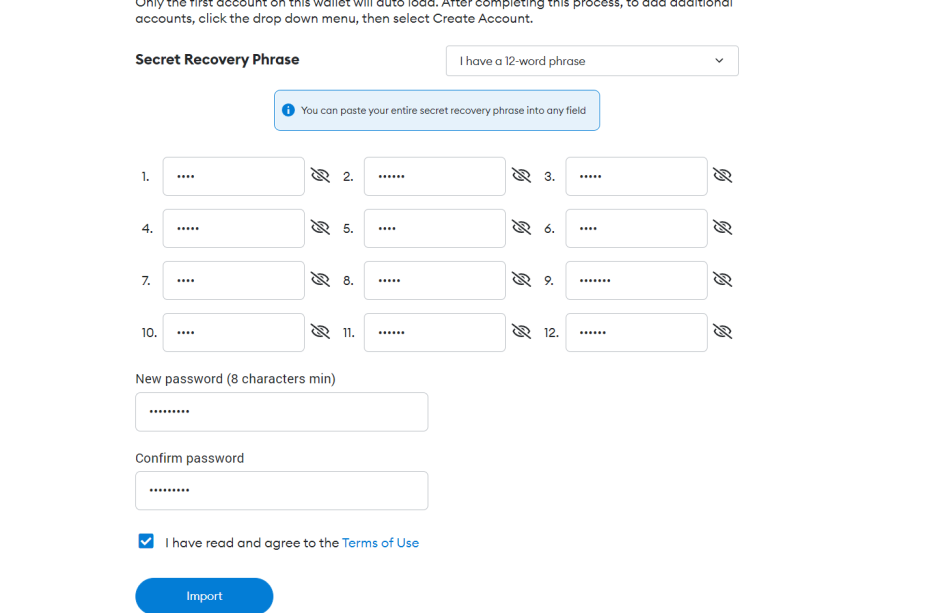 Only the first account on this wallet will auto load. After completing this process, to add additional
accounts, click the drop down menu, then select Create Account.
Secret Recovery Phrase
I have a 12-word phrase
You can paste your entire secret recovery phrase into any field
1. •••• 2. •••••• 3. •••••
4. ••••• 5. •••• 6. ••••
7. •••• 8. ••••• 9. •••••••
10. •••• 11. •••••• 12. ••••••
New password (8 characters min)
•••••••••
Confirm password
•••••••••
I have read and agree to the Terms of Use
Import